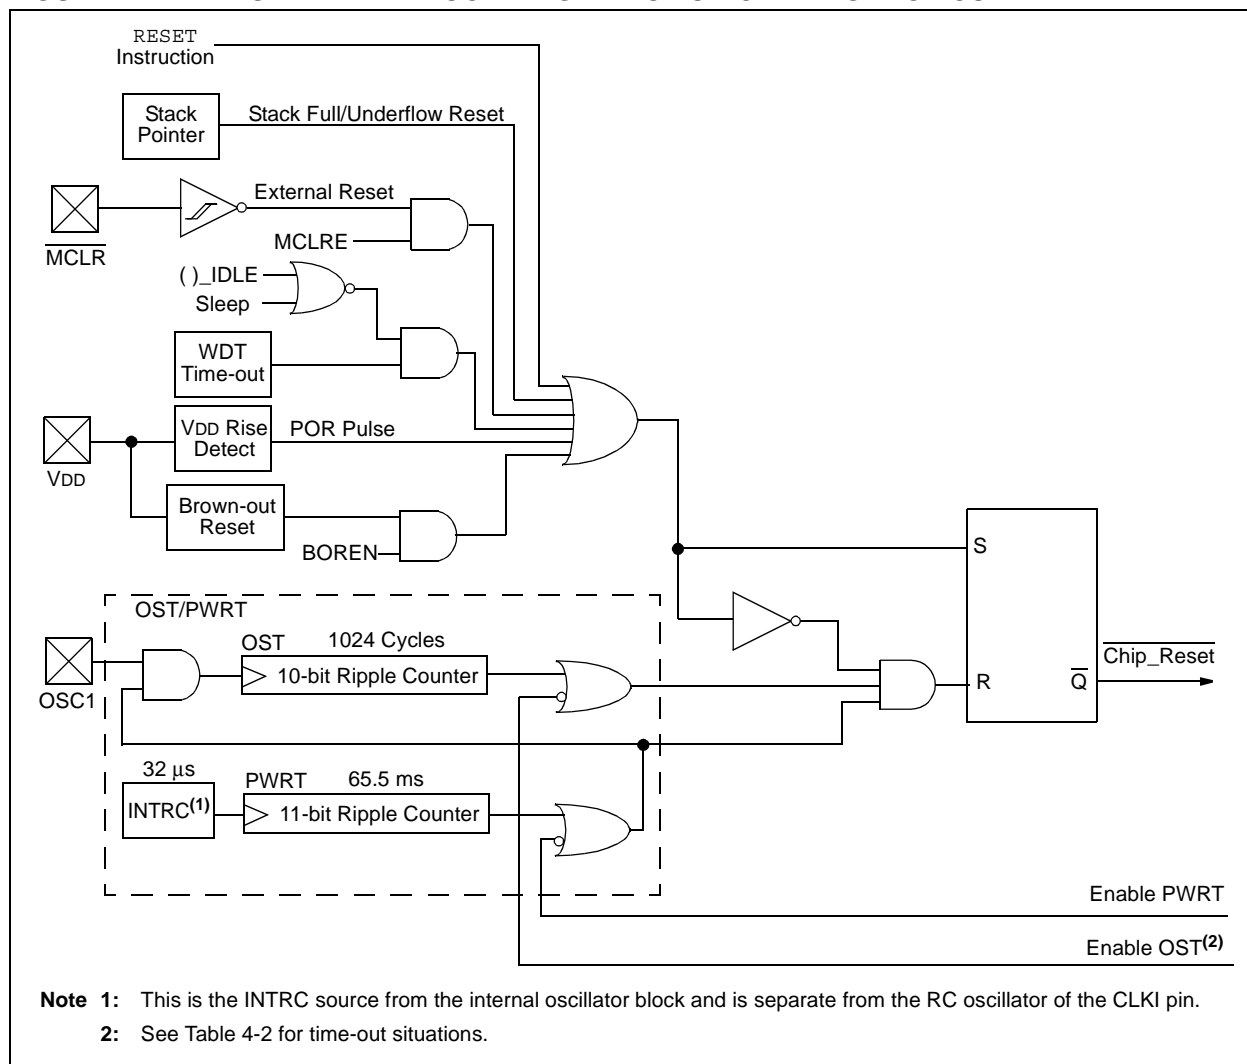 RESET
Instruction
Stack
Pointer
Stack Full/Underflow Reset
External Reset
MCLR
MCLRE
( )_IDLE
Sleep
WDT
Time-out
VDD Rise
Detect
POR Pulse
VDD
Brown-out
Reset
BOREN
S
OST/PWRT
OST 1024 Cycles
10-bit Ripple Counter
OSC1
R
Q
Chip_Reset
32 μs
INTRC(1)
PWRT 65.5 ms
11-bit Ripple Counter
Enable PWRT
Enable OST(2)
Note 1: This is the INTRC source from the internal oscillator block and is separate from the RC oscillator of the CLKI pin.
2: See Table 4-2 for time-out situations.